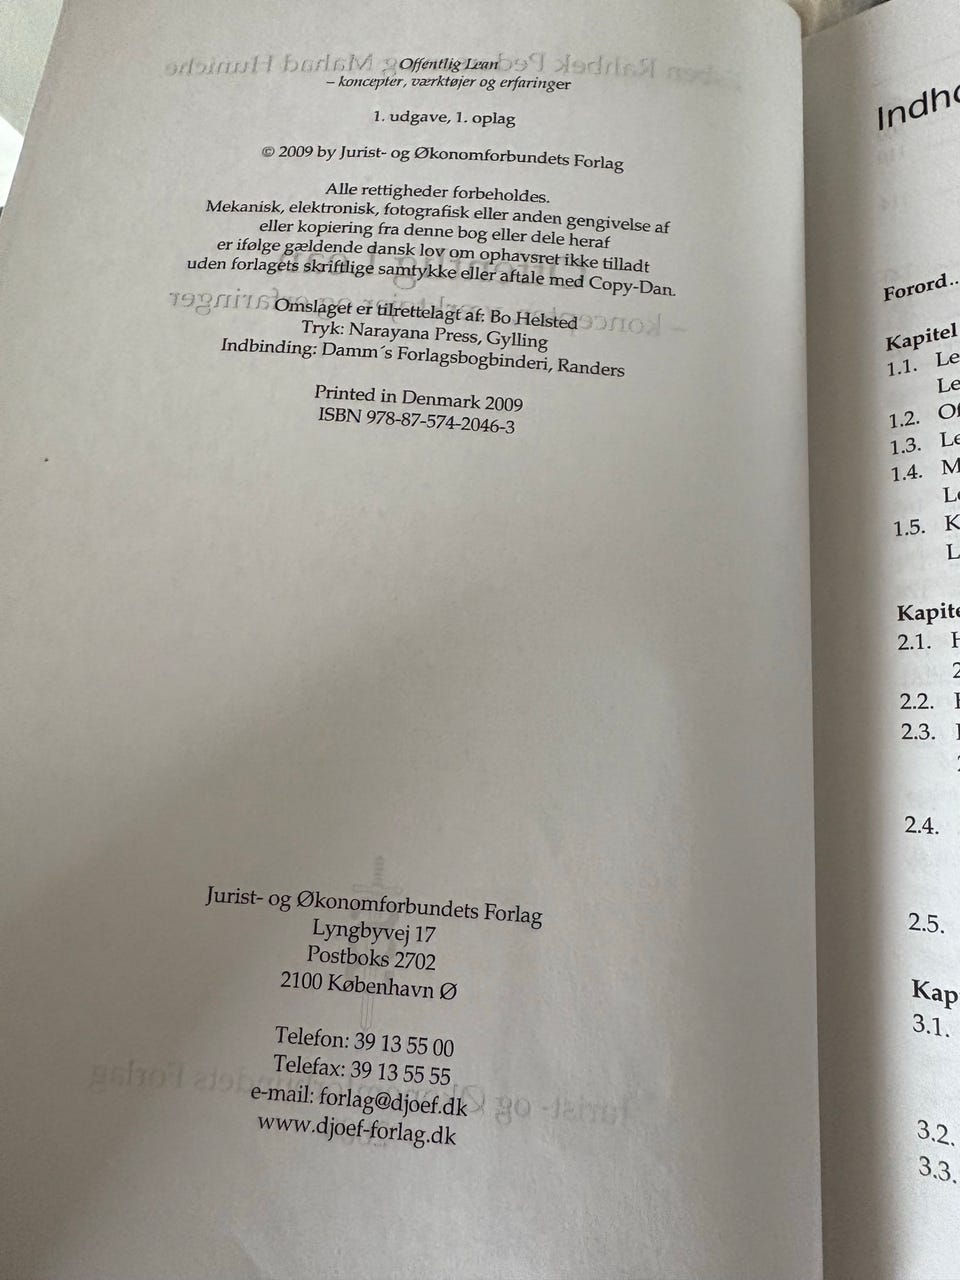 Offentlig Lean
– koncepter, værktøjer og erfaringer
1. udgave, 1. oplag
© 2009 by Jurist- og Økonomforbundets Forlag
Alle rettigheder forbeholdes.
Mekanisk, elektronisk, fotografisk eller anden gengivelse af
eller kopiering fra denne bog eller dele heraf
er ifølge gældende dansk lov om ophavsret ikke tilladt
uden forlagets skriftlige samtykke eller aftale med Copy-Dan.
Omslaget er tilrettelagt af: Bo Helsted
Tryk: Narayana Press, Gylling
Indbinding: Damm´s Forlagsbogbinderi, Randers
Printed in Denmark 2009
ISBN 978-87-574-2046-3
Jurist- og Økonomforbundets Forlag
Lyngbyvej 17
Postboks 2702
2100 København Ø
Telefon: 39 13 55 00
Telefax: 39 13 55 55
e-mail: forlag@djoef.dk
www.djoef-forlag.dk
Forord..
Kapitel
1.1.
1.2.
1.3.
1.4.
1.5.
2.1.
2.2.
2.3.
2.4.
2.5.
3.1.
3.2.
3.3.